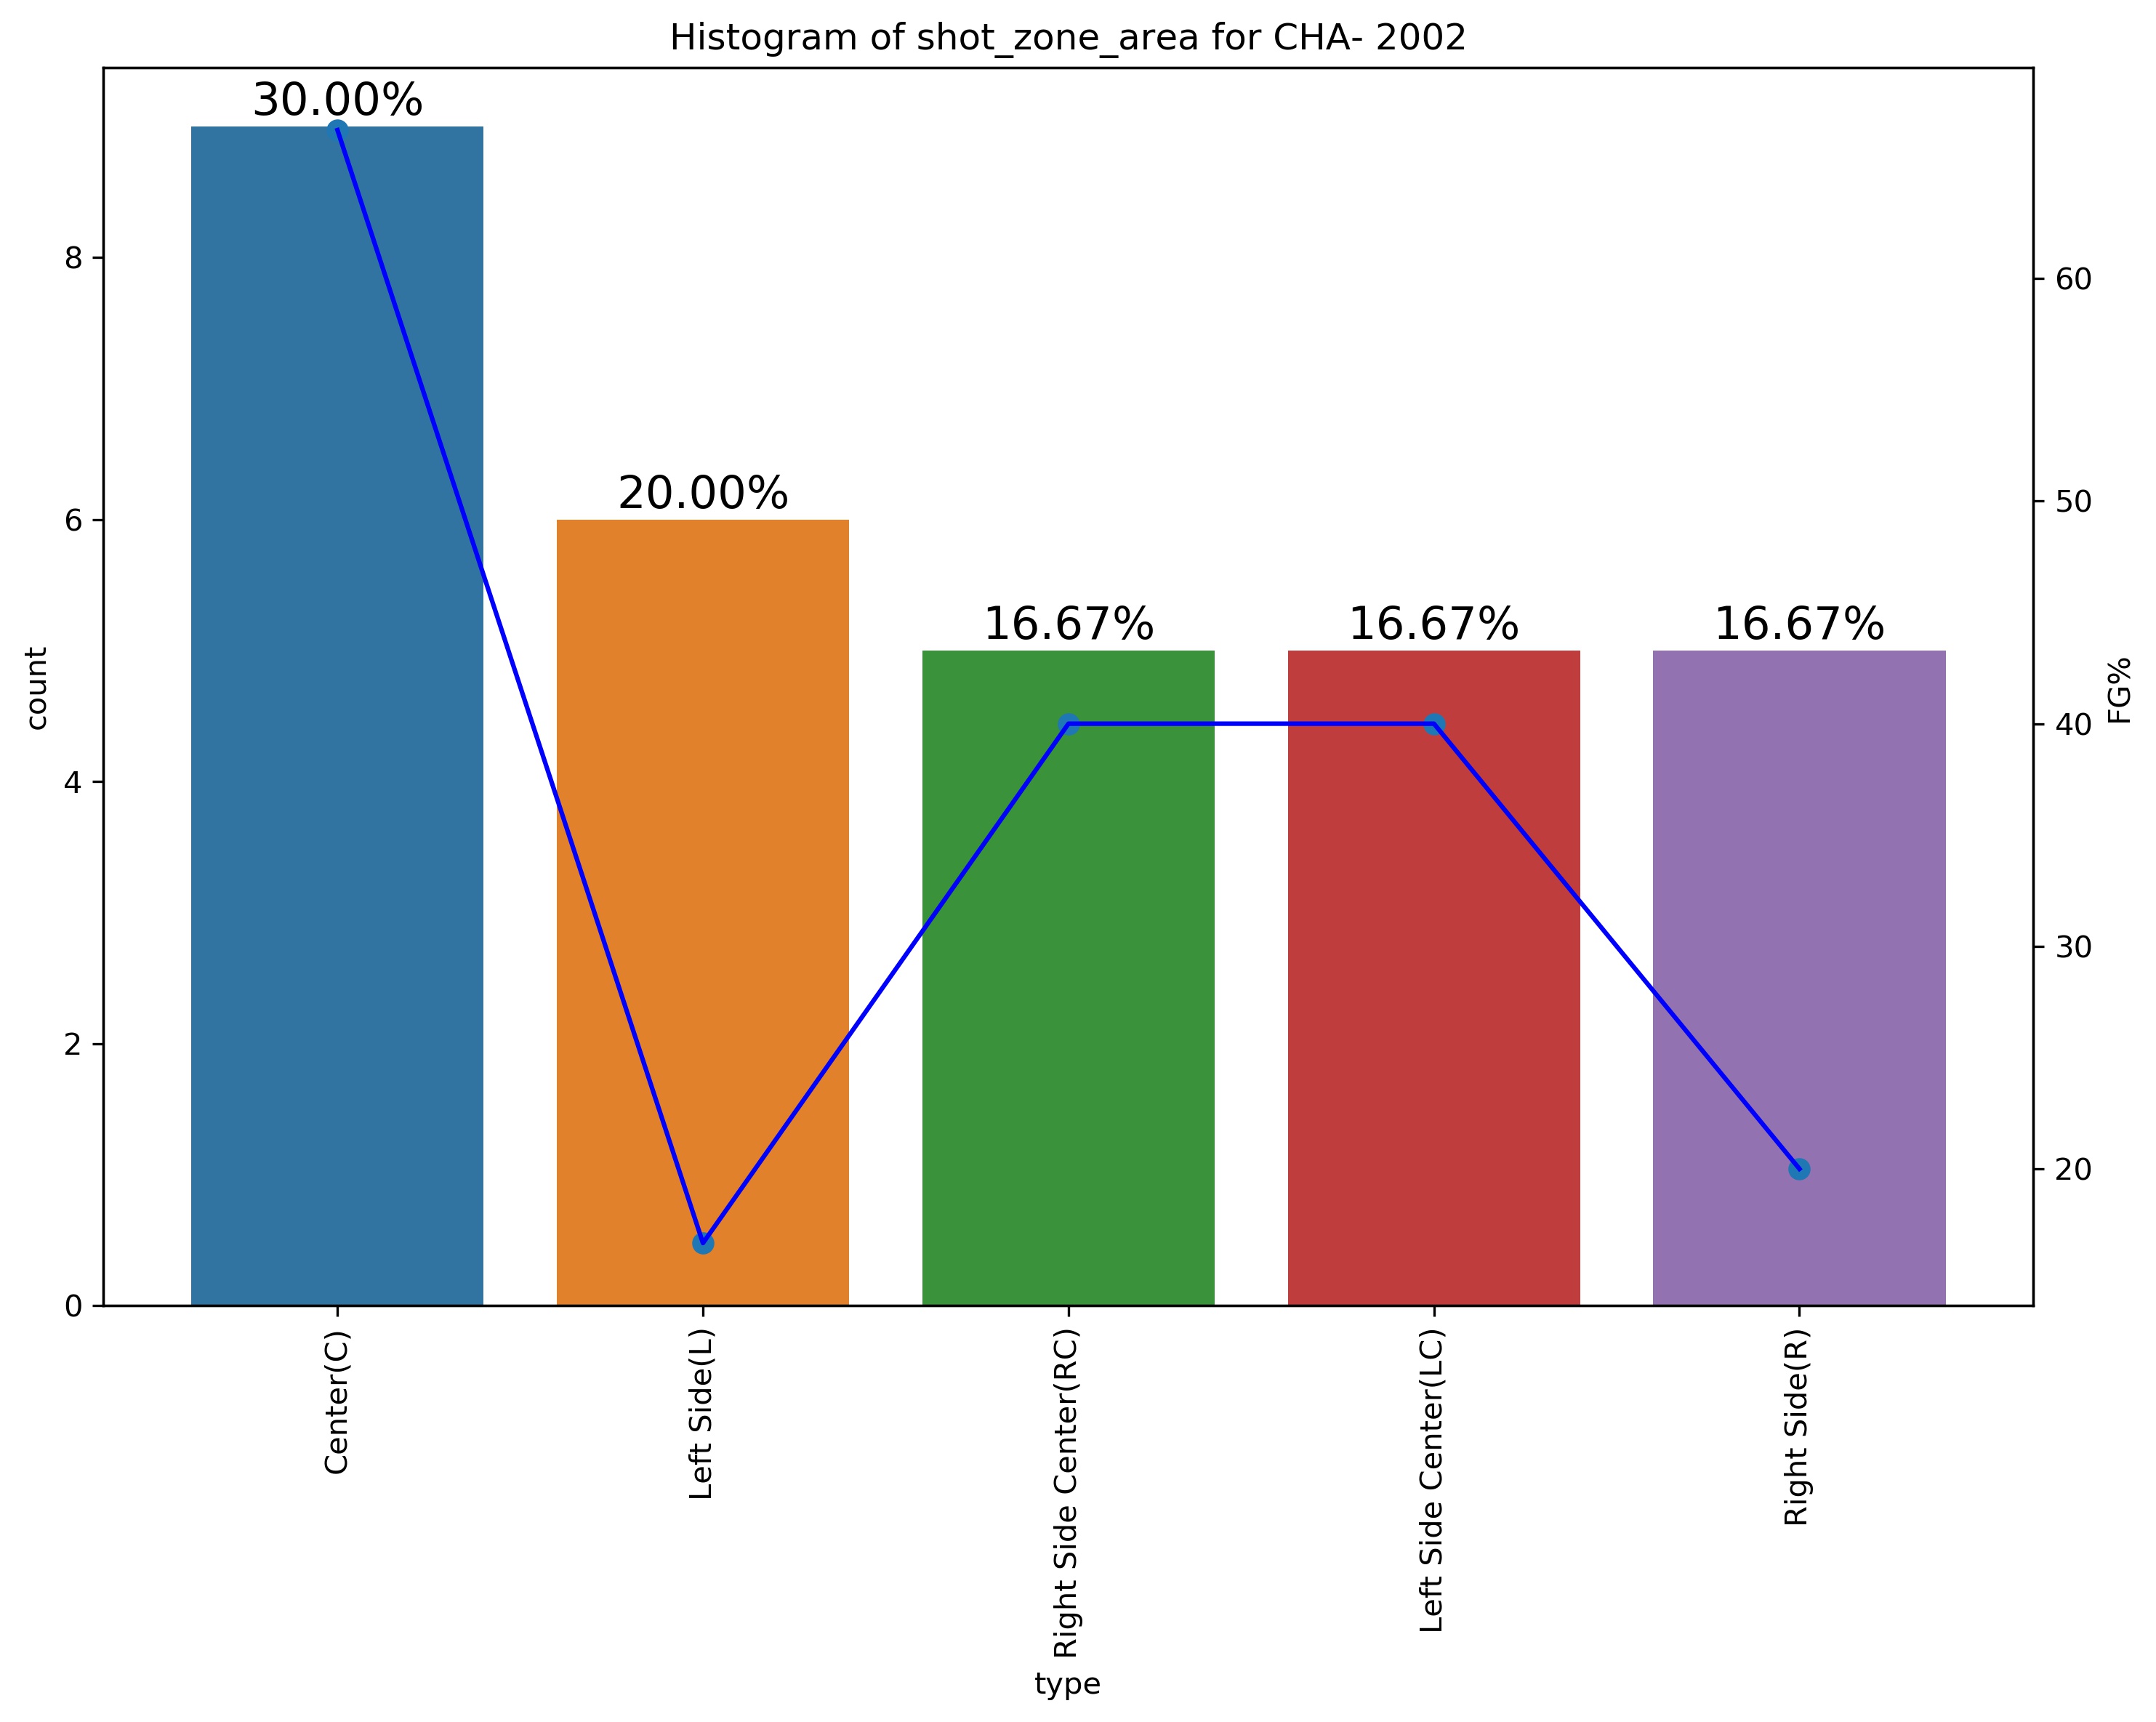 Histogram of shot_zone_area for CHA- 2002
30.00%
20.00%
16.67%
16.67%
16.67%
8
6
4
2
0
count
60
50
40
30
20
FG%
Center(C)
Left Side(L)
Right Side Center(RC)
Left Side Center(LC)
Right Side(R)
type